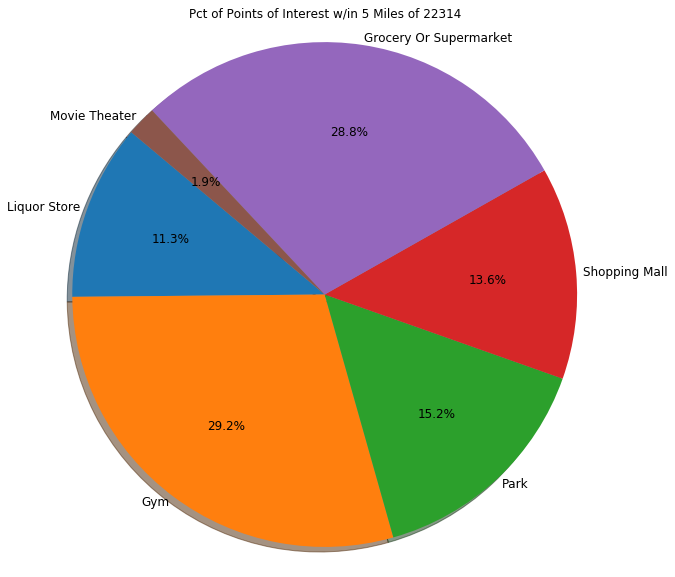 Pct of Points of Interest w/in 5 Miles of 22314
Grocery Or Supermarket
28.8%
Movie Theater
1.9%
Liquor Store
11.3%
Shopping Mall
13.6%
Park
15.2%
Gym
29.2%